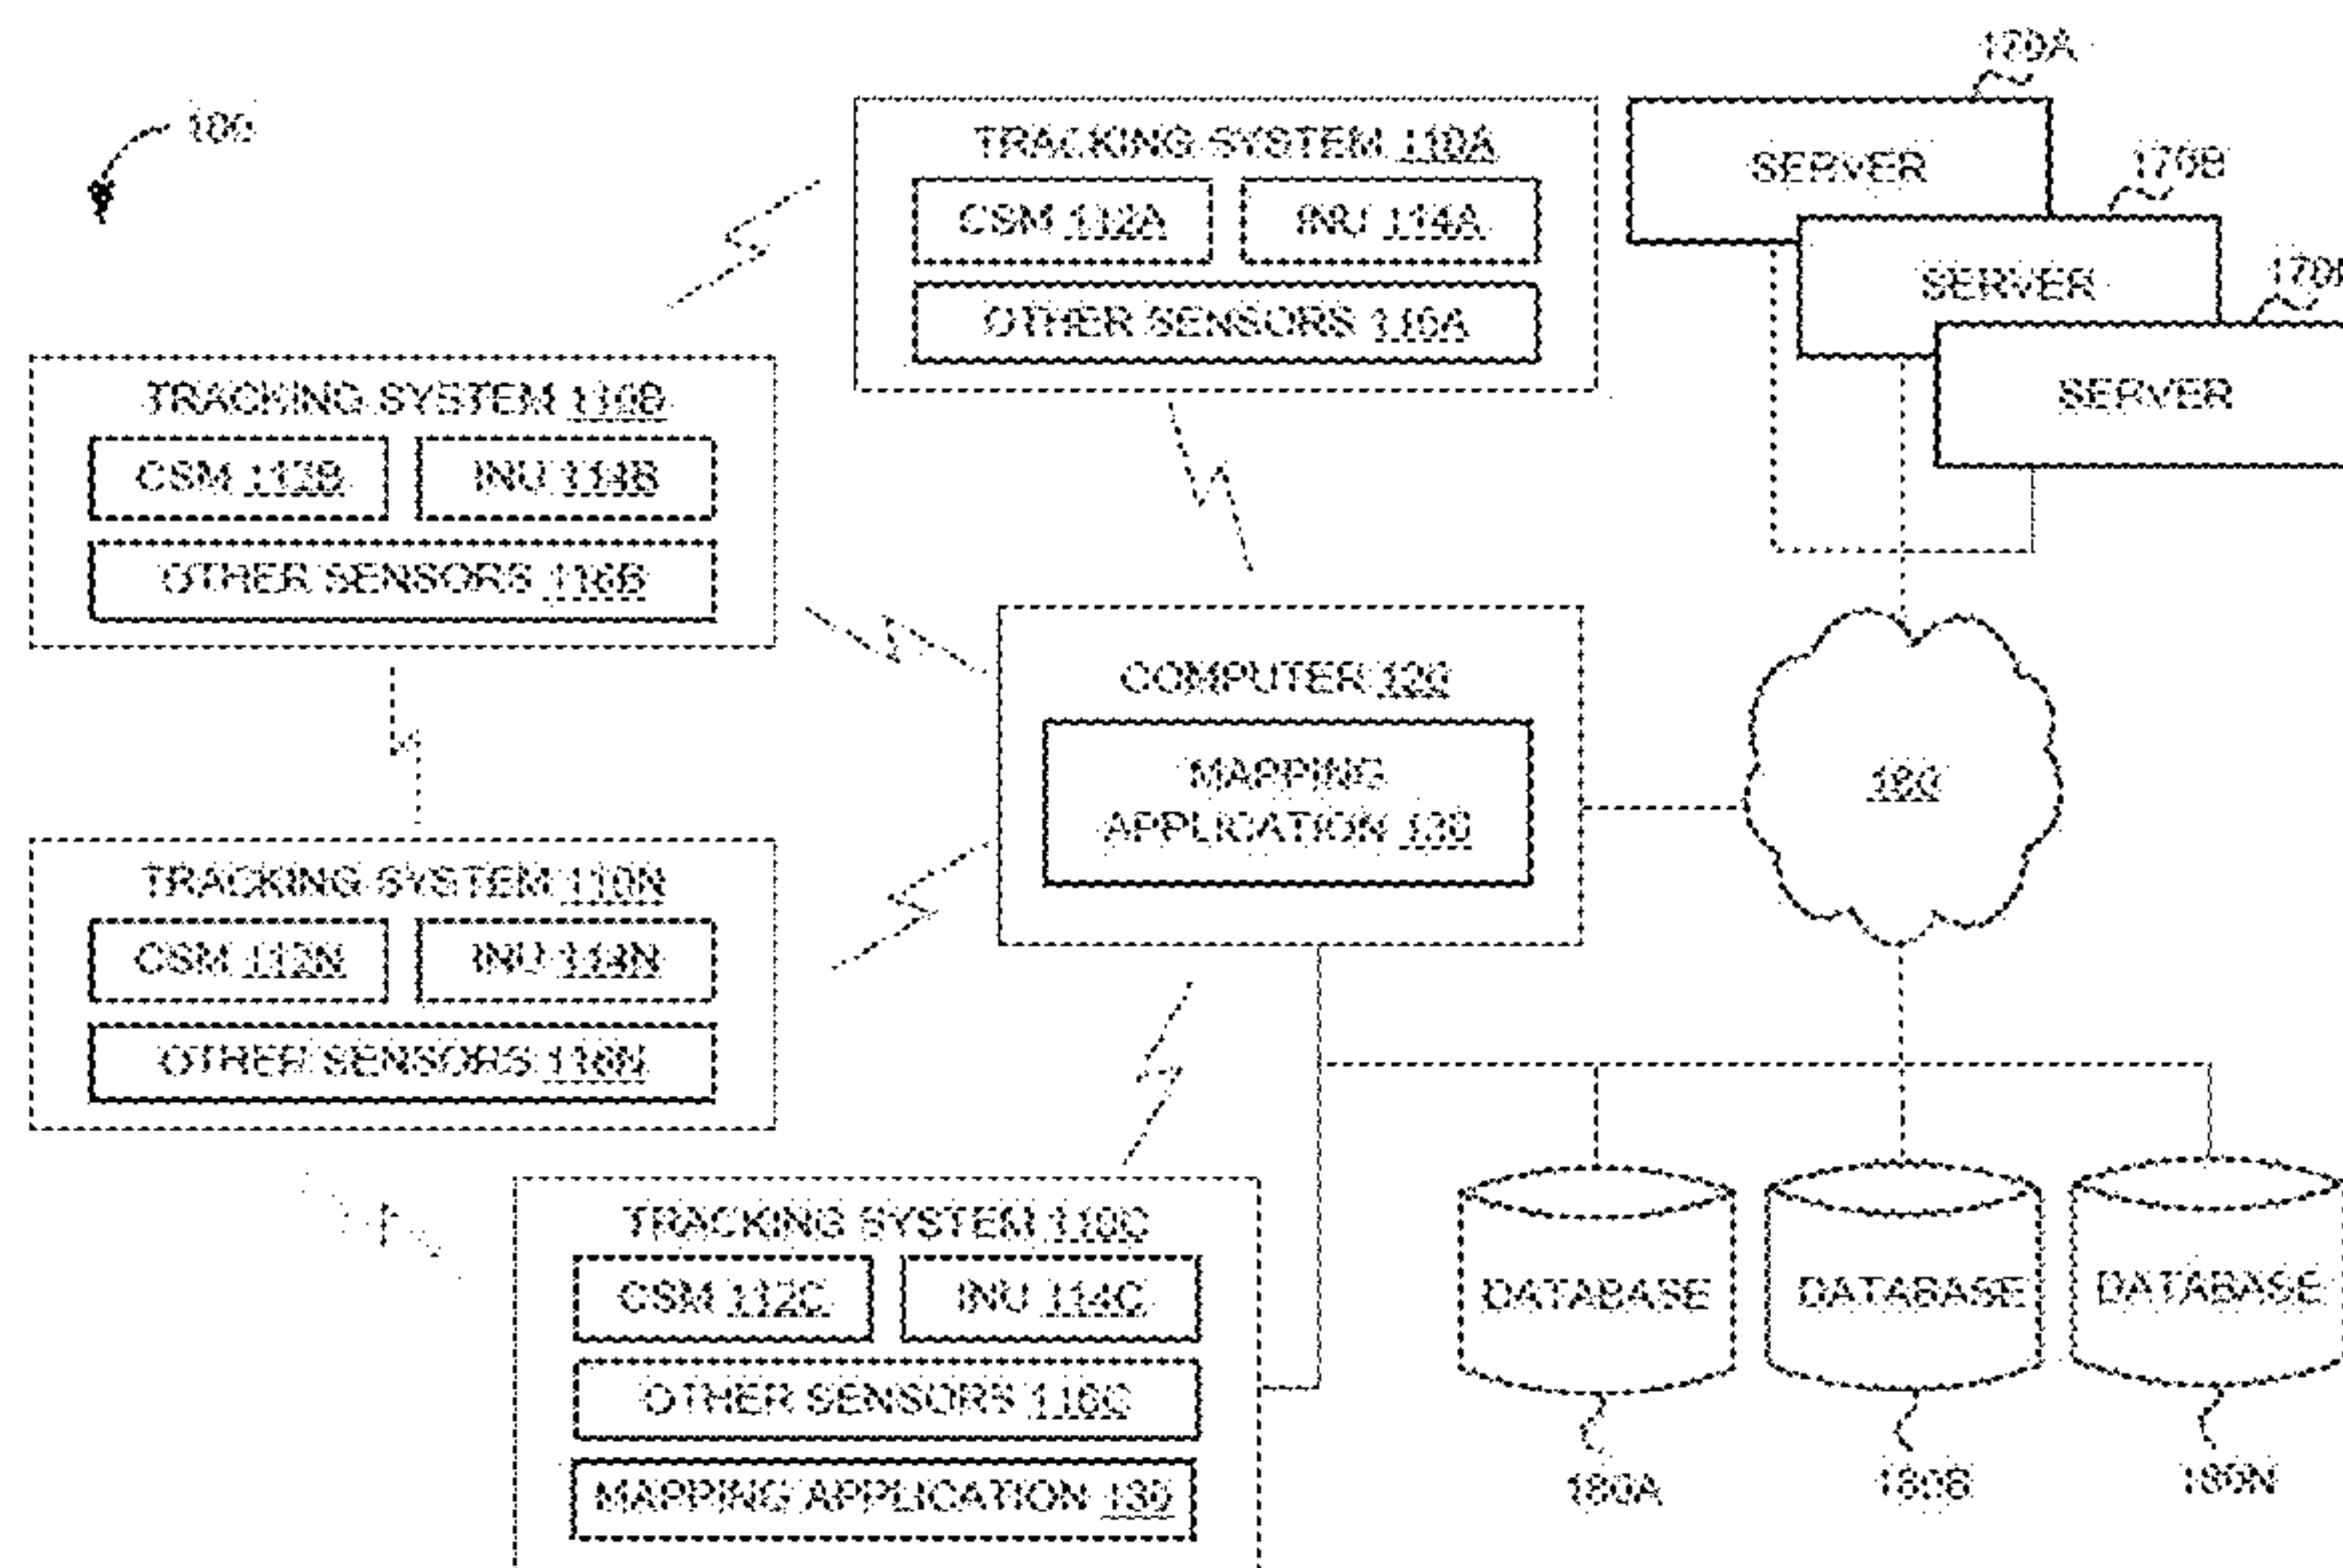 100
170A
TRACKING SYSTEM 110A
SERVER
170B
CSM 112A
INU 114A
SERVER
OTHER SENSORS 116A
SERVER
TRACKING SYSTEM 110B
CSM 112B
INU 114B
OTHER SENSORS 116B
COMPUTER 120
MAPPING
APPLICATION 130
TRACKING SYSTEM 110N
CSM 112N
INU 114N
OTHER SENSORS 116N
TRACKING SYSTEM 110C
CSM 112C
INU 114C
OTHER SENSORS 116C
MAPPING APPLICATION 130
DATABASE
DATABASE
DATABASE
180A
180B
180N